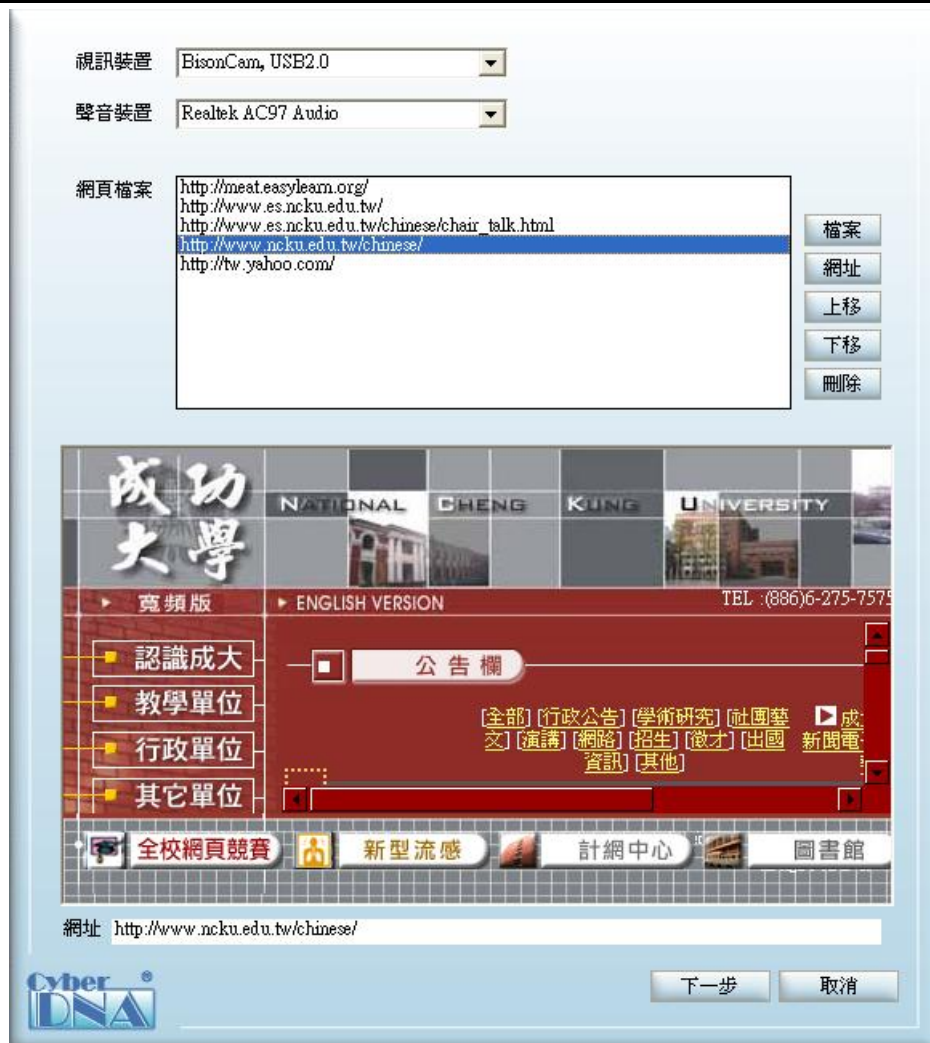 視訊裝置 BisonCam, USB2.0
聲音裝置 Realtek AC97 Audio
網頁檔案
http://meat.easylearn.org/
http://www.es.ncku.edu.tw/
http://www.es.ncku.edu.tw/chinese/chair_talk.html
http://www.ncku.edu.tw/chinese/
http://tw.yahoo.com/
檔案
網址
上移
下移
刪除
成功
大學
NATIONAL CHENG KUNG UNIVERSITY
寬頻版 ENGLISH VERSION TEL :(886)6-275-7575
認識成大
教學單位
行政單位
其它單位
公告欄
[全部] [行政公告] [學術研究] [社團藝
文] [演講] [網路] [招生] [徵才] [出國
資訊] [其他]
成
新聞電
全校網頁競賽 新型流感 計網中心 圖書館
網址 http://www.ncku.edu.tw/chinese/
Cyber ®
DNA
下一步 取消